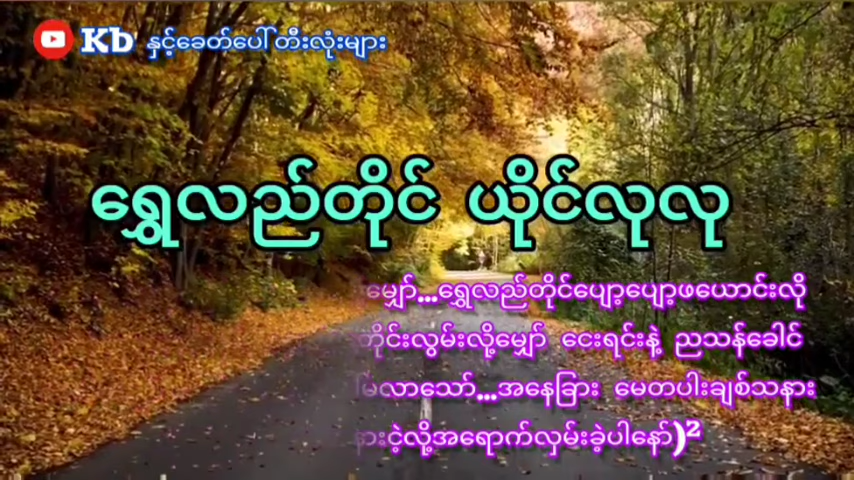 Kb နှင့်ခေတ်ပေါ်တီးလုံးများ
ရွှေလည်တိုင် ယိုင်လုလု
မျှော်...ရွှေလည်တိုင်ပျော့ပျော့ဖယောင်းလို
တိုင်းလွမ်းလို့မျှော် ငေးရင်းနဲ့ ညသန်ခေါင်
လာသော်...အနေခြား မေတပါးချစ်သနား
ငဲ့လို့အရောက်လှမ်းခဲ့ပါနော်)²